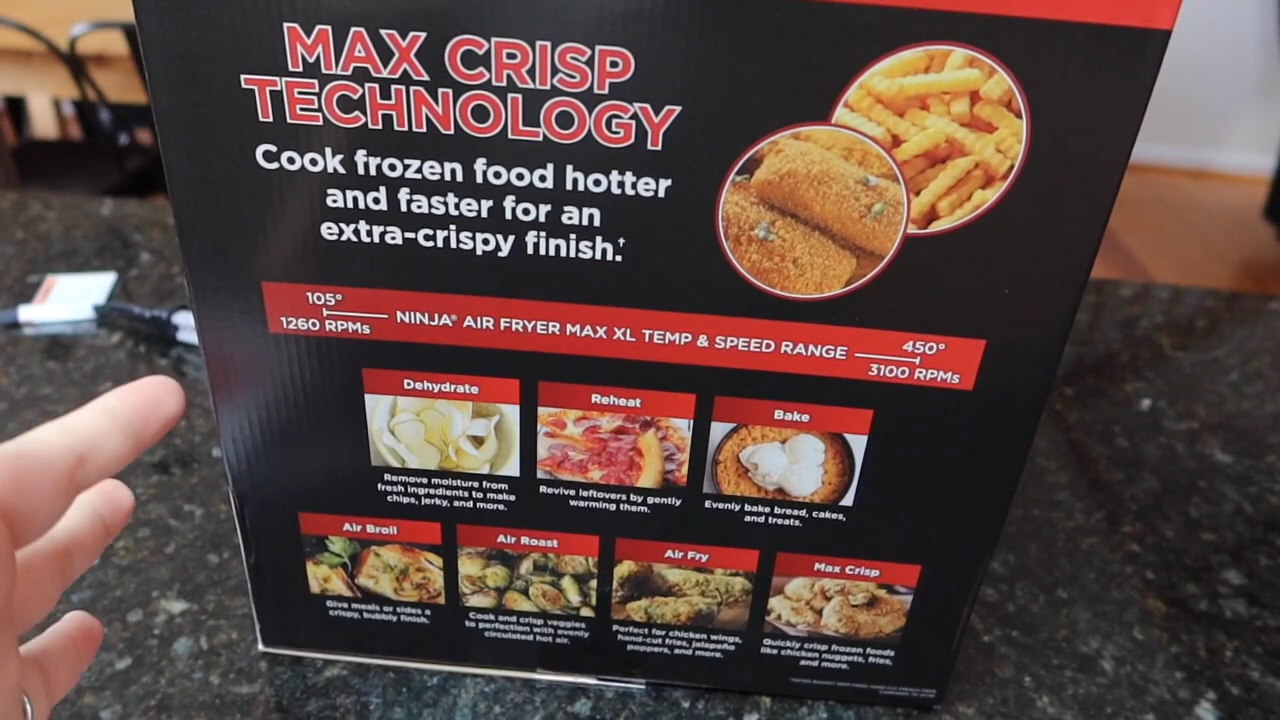 MAX CRISP
TECHNOLOGY
Cook frozen food hotter
and faster for an
extra-crispy finish.†
105°
1260 RPMs
NINJA® AIR FRYER MAX XL TEMP & SPEED RANGE
450°
3100 RPMs
Dehydrate
Remove moisture from
fresh ingredients to make
chips, jerky, and more.
Reheat
Revive leftovers by gently
warming them.
Bake
Evenly bake bread, cakes,
and treats.
Air Broil
Give meals or sides a
crispy, bubbly finish.
Air Roast
Cook and crisp veggies
to perfection with evenly
circulated hot air.
Air Fry
Perfect for chicken wings,
hand-cut fries, jalapeño
poppers, and more.
Max Crisp
Quickly crisp frozen foods
like chicken nuggets, fries,
and more.